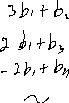 3b₁ + b₂
2b₁ + b₃
-2b₁ + b₄
~